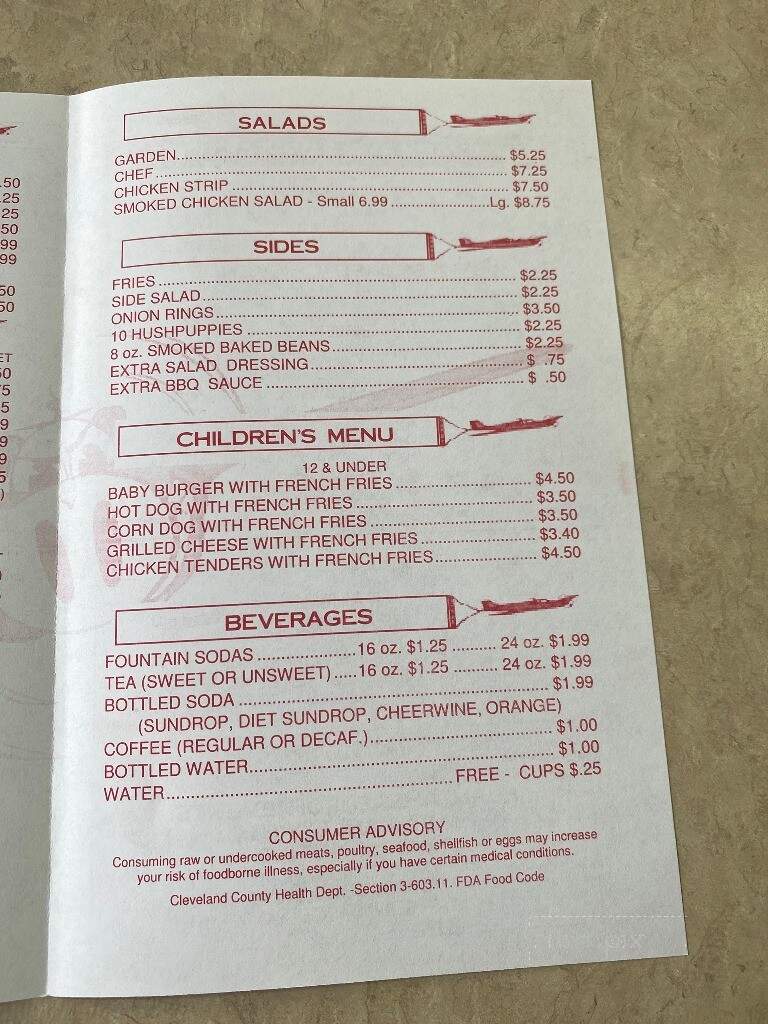 SALADS
GARDEN............ $5.25
CHEF............ $7.25
CHICKEN STRIP............ $7.50
SMOKED CHICKEN SALAD - Small 6.99............Lg. $8.75
SIDES
FRIES............ $2.25
SIDE SALAD............ $2.25
ONION RINGS............ $3.50
10 HUSHPUPPIES............ $2.25
8 oz. SMOKED BAKED BEANS............ $2.25
EXTRA SALAD DRESSING............ $ .75
EXTRA BBQ SAUCE............ $ .50
CHILDREN'S MENU
12 & UNDER
BABY BURGER WITH FRENCH FRIES............ $4.50
HOT DOG WITH FRENCH FRIES............ $3.50
CORN DOG WITH FRENCH FRIES............ $3.50
GRILLED CHEESE WITH FRENCH FRIES............ $3.40
CHICKEN TENDERS WITH FRENCH FRIES............ $4.50
BEVERAGES
FOUNTAIN SODAS............16 oz. $1.25.......... 24 oz. $1.99
TEA (SWEET OR UNSWEET).....16 oz. $1.25.......... 24 oz. $1.99
BOTTLED SODA............ $1.99
(SUNDROP, DIET SUNDROP, CHEERWINE, ORANGE)
COFFEE (REGULAR OR DECAF.)............ $1.00
BOTTLED WATER............ $1.00
WATER............ FREE - CUPS $.25
CONSUMER ADVISORY
Consuming raw or undercooked meats, poultry, seafood, shellfish or eggs may increase
your risk of foodborne illness, especially if you have certain medical conditions.
Cleveland County Health Dept. -Section 3-603.11. FDA Food Code